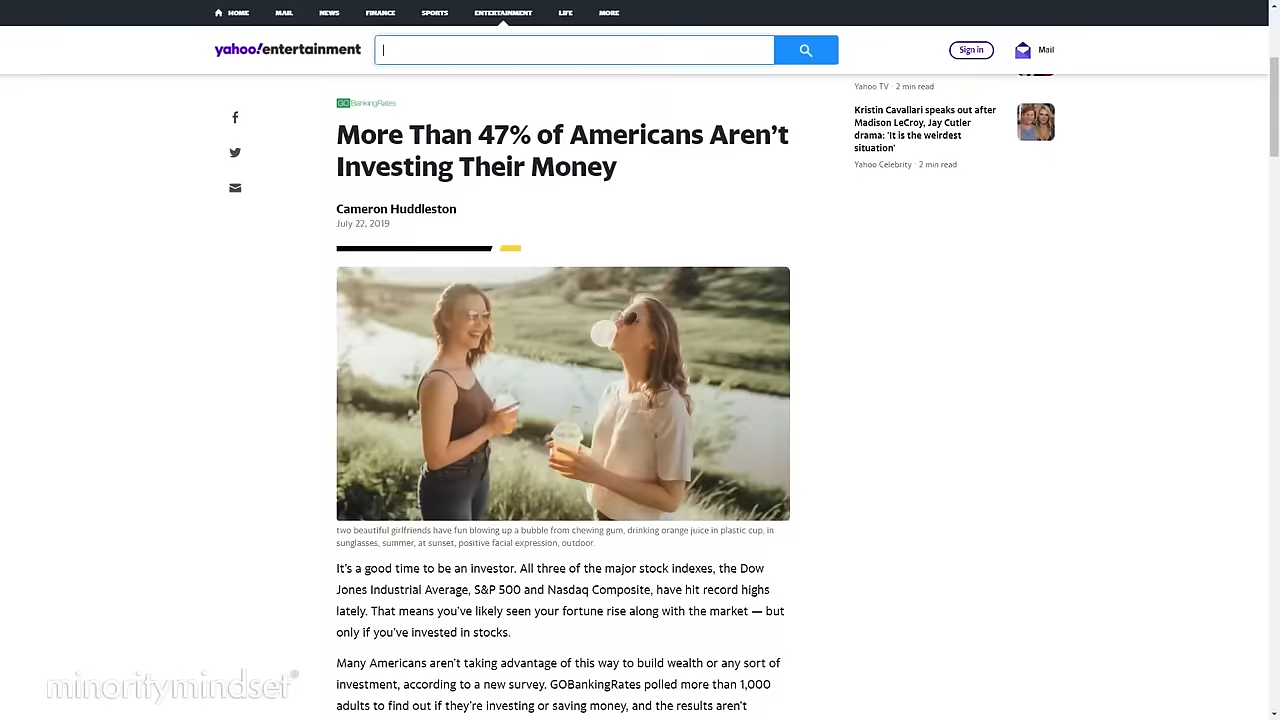 HOME MAIL NEWS FINANCE SPORTS ENTERTAINMENT LIFE MORE
yahoo!entertainment
Sign in
Mail
Yahoo TV · 2 min read
Kristin Cavallari speaks out after
Madison LeCroy, Jay Cutler
drama: 'It is the weirdest
situation'
Yahoo Celebrity · 2 min read
GOBankingRates
More Than 47% of Americans Aren't
Investing Their Money
Cameron Huddleston
July 22, 2019
two beautiful girlfriends have fun blowing up a bubble from chewing gum, drinking orange juice in plastic cup, in
sunglasses, summer, at sunset, positive facial expression, outdoor.
It's a good time to be an investor. All three of the major stock indexes, the Dow
Jones Industrial Average, S&P 500 and Nasdaq Composite, have hit record highs
lately. That means you've likely seen your fortune rise along with the market — but
only if you've invested in stocks.
Many Americans aren't taking advantage of this way to build wealth or any sort of
investment, according to a new survey. GOBankingRates polled more than 1,000
adults to find out if they're investing or saving money, and the results aren't
minoritymindset®